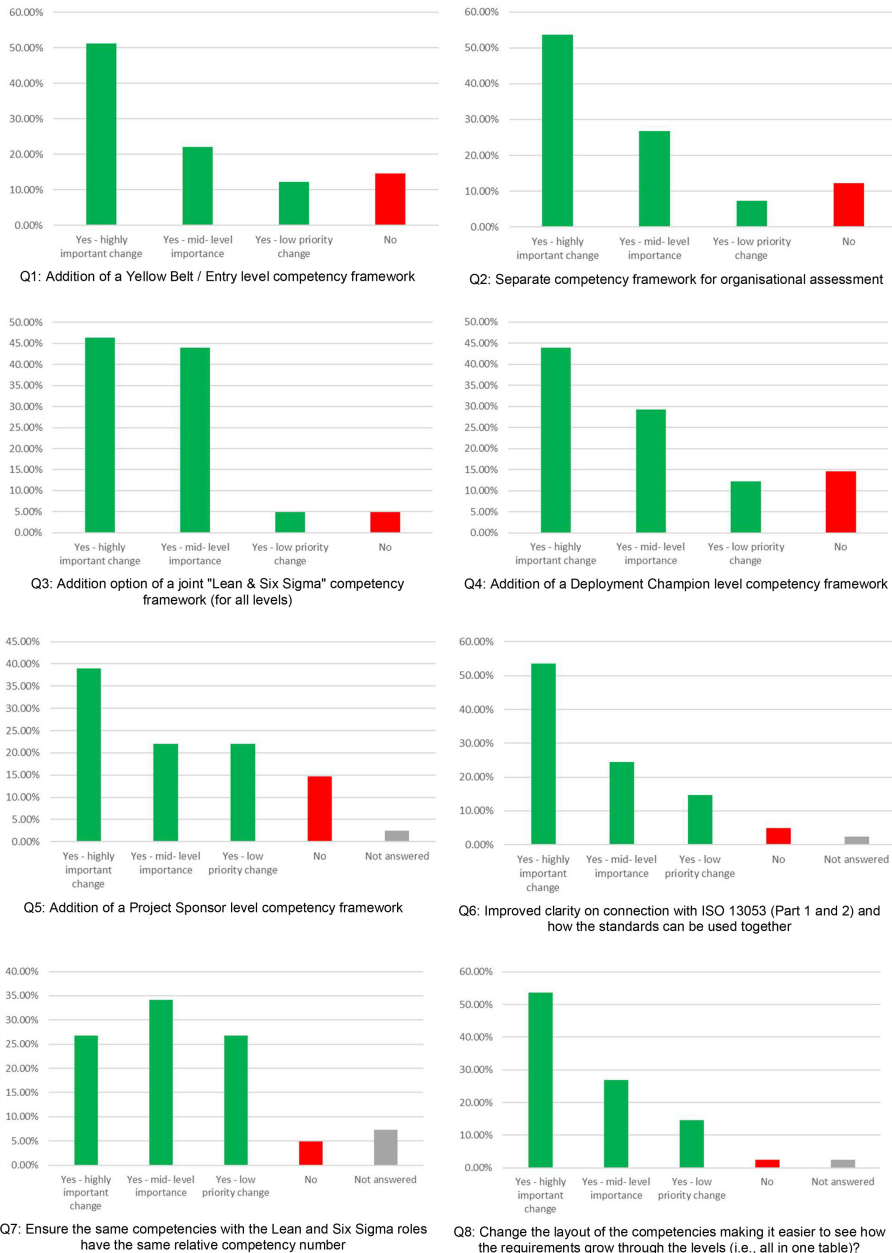 60.00%
50.00%
40.00%
30.00%
20.00%
10.00%
0.00%
Yes - highly important change
Yes - mid- level importance
Yes - low priority change
No
Q1: Addition of a Yellow Belt / Entry level competency framework
60.00%
50.00%
40.00%
30.00%
20.00%
10.00%
0.00%
Yes - highly important change
Yes - mid- level importance
Yes - low priority change
No
Q2: Separate competency framework for organisational assessment
50.00%
45.00%
40.00%
35.00%
30.00%
25.00%
20.00%
15.00%
10.00%
5.00%
0.00%
Yes - highly important change
Yes - mid- level importance
Yes - low priority change
No
Q3: Addition option of a joint "Lean & Six Sigma" competency
framework (for all levels)
50.00%
45.00%
40.00%
35.00%
30.00%
25.00%
20.00%
15.00%
10.00%
5.00%
0.00%
Yes - highly important change
Yes - mid- level importance
Yes - low priority change
No
Q4: Addition of a Deployment Champion level competency framework
45.00%
40.00%
35.00%
30.00%
25.00%
20.00%
15.00%
10.00%
5.00%
0.00%
Yes - highly important change
Yes - mid- level importance
Yes - low priority change
No
Not answered
Q5: Addition of a Project Sponsor level competency framework
60.00%
50.00%
40.00%
30.00%
20.00%
10.00%
0.00%
Yes - highly important change
Yes - mid- level importance
Yes - low priority change
No
Not answered
Q6: Improved clarity on connection with ISO 13053 (Part 1 and 2) and
how the standards can be used together
40.00%
35.00%
30.00%
25.00%
20.00%
15.00%
10.00%
5.00%
0.00%
Yes - highly important change
Yes - mid- level importance
Yes - low priority change
No
Not answered
Q7: Ensure the same competencies with the Lean and Six Sigma roles
have the same relative competency number
60.00%
50.00%
40.00%
30.00%
20.00%
10.00%
0.00%
Yes - highly important change
Yes - mid- level importance
Yes - low priority change
No
Not answered
Q8: Change the layout of the competencies making it easier to see how
the requirements grow through the levels (i.e., all in one table)?